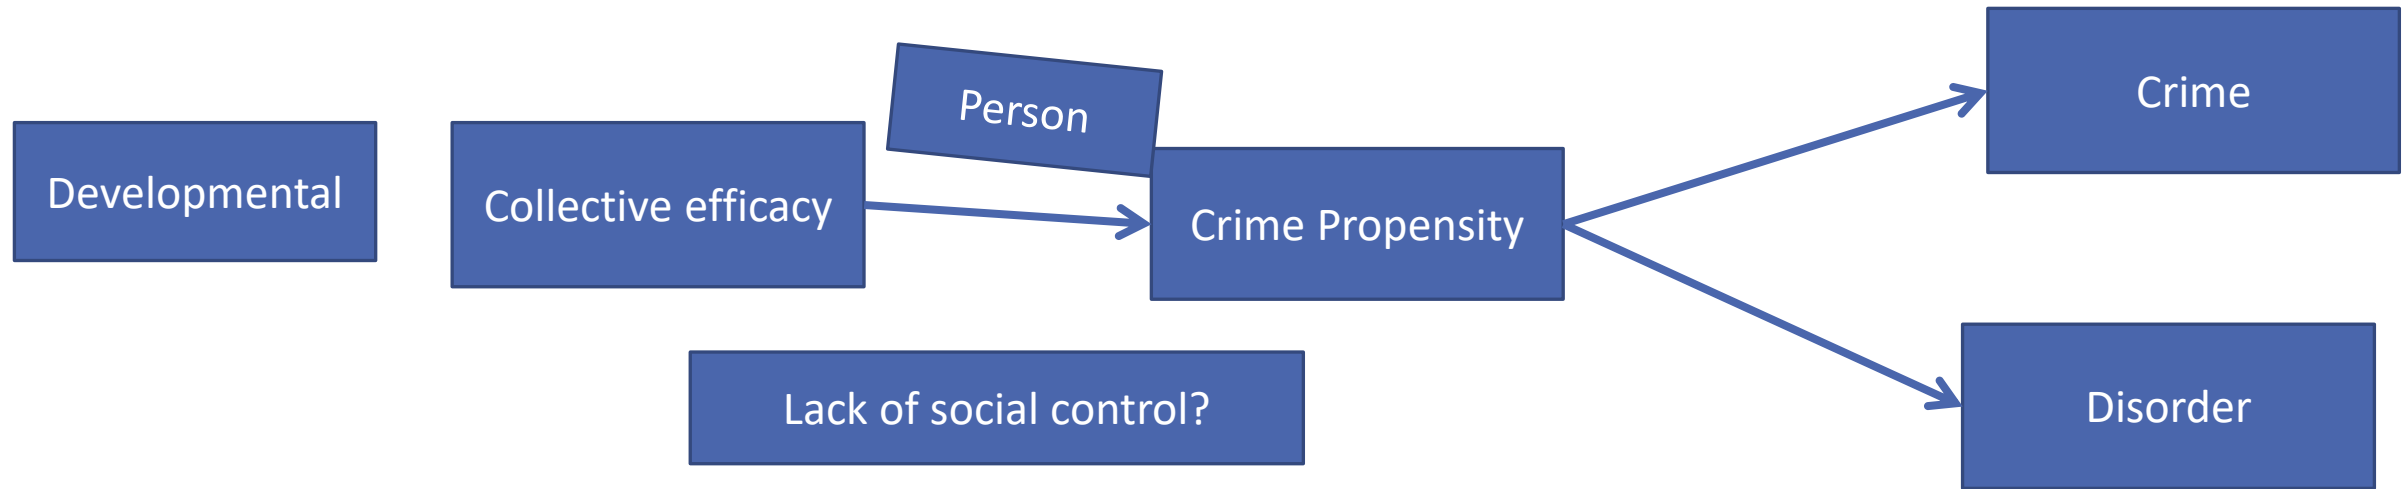 Developmental
Collective efficacy
Person
Crime Propensity
Lack of social control?
Crime
Disorder